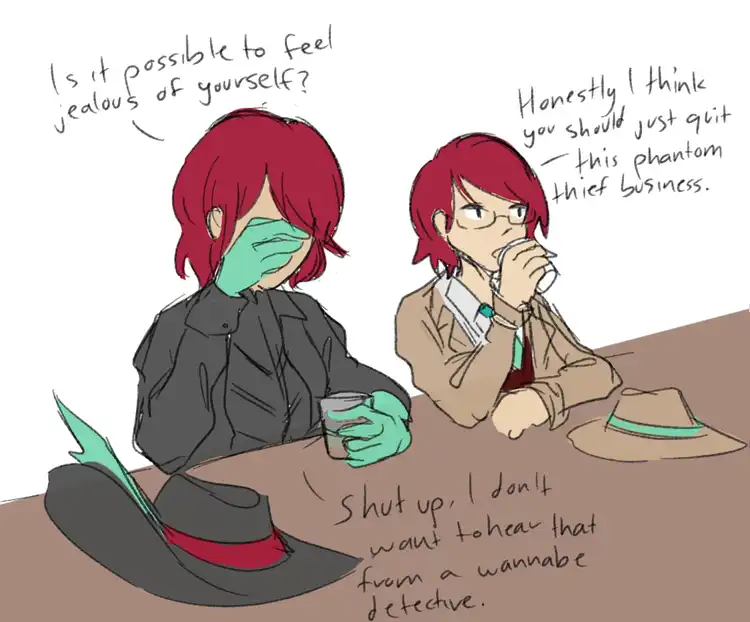 Is it possible to feel
jealous of yourself?
Honestly I think
you should just quit
this phantom
thief business.
Shut up, I don't
want to hear that
from a wannabe
detective.